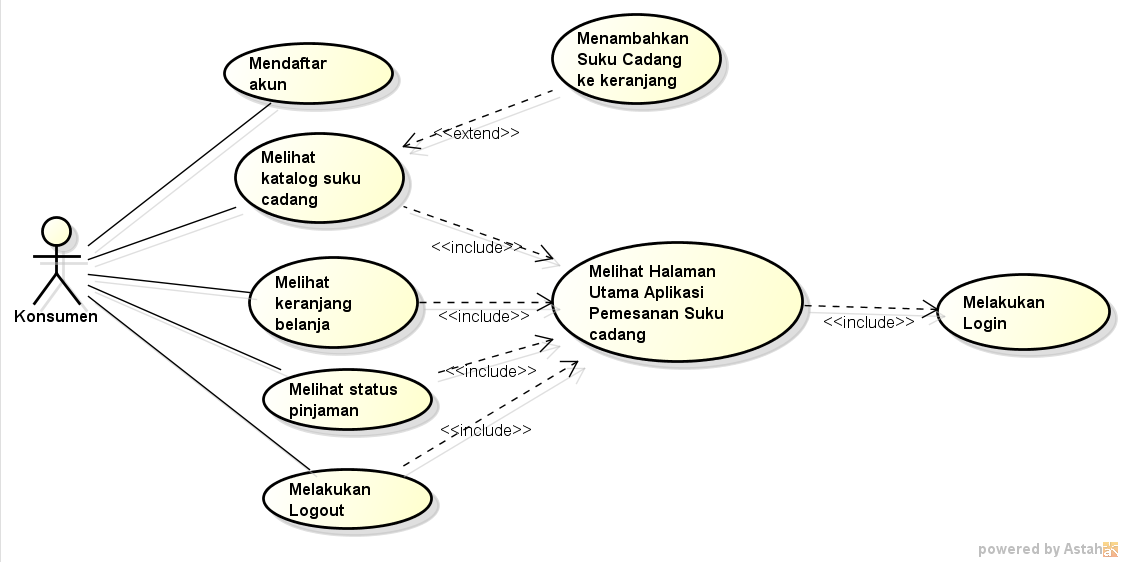 Mendaftar
akun
Menambahkan
Suku Cadang
ke keranjang
<<extend>>
Melihat
katalog suku
cadang
<<include>>
Konsumen
Melihat
keranjang
belanja
<<include>>
Melihat Halaman
Utama Aplikasi
Pemesanan Suku
cadang
<<include>>
Melakukan
Login
Melihat status
pinjaman
<<include>>
Melakukan
Logout
<<include>>
powered by Astah